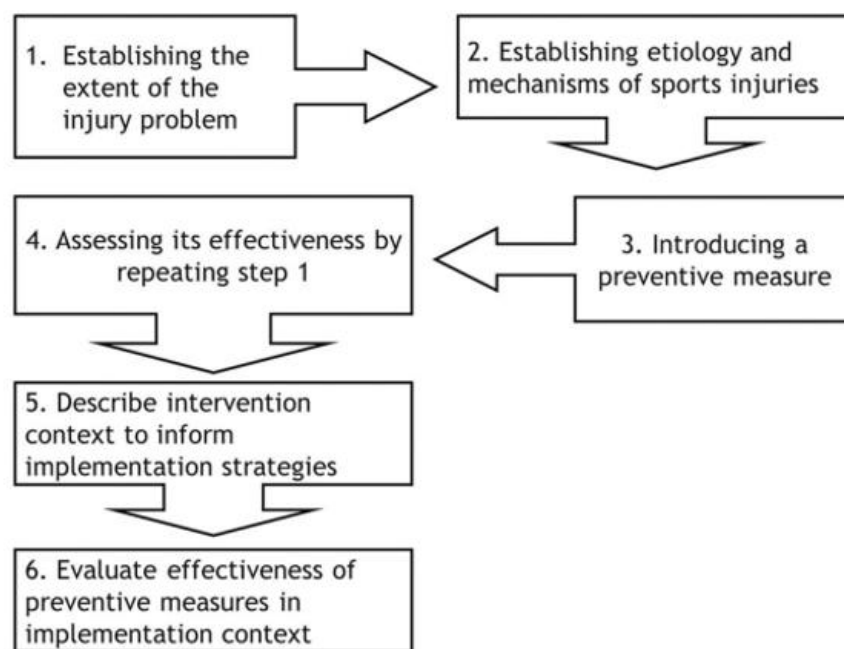 1. Establishing the
extent of the
injury problem
2. Establishing etiology and
mechanisms of sports injuries
3. Introducing a
preventive measure
4. Assessing its effectiveness by
repeating step 1
5. Describe intervention
context to inform
implementation strategies
6. Evaluate effectiveness of
preventive measures in
implementation context